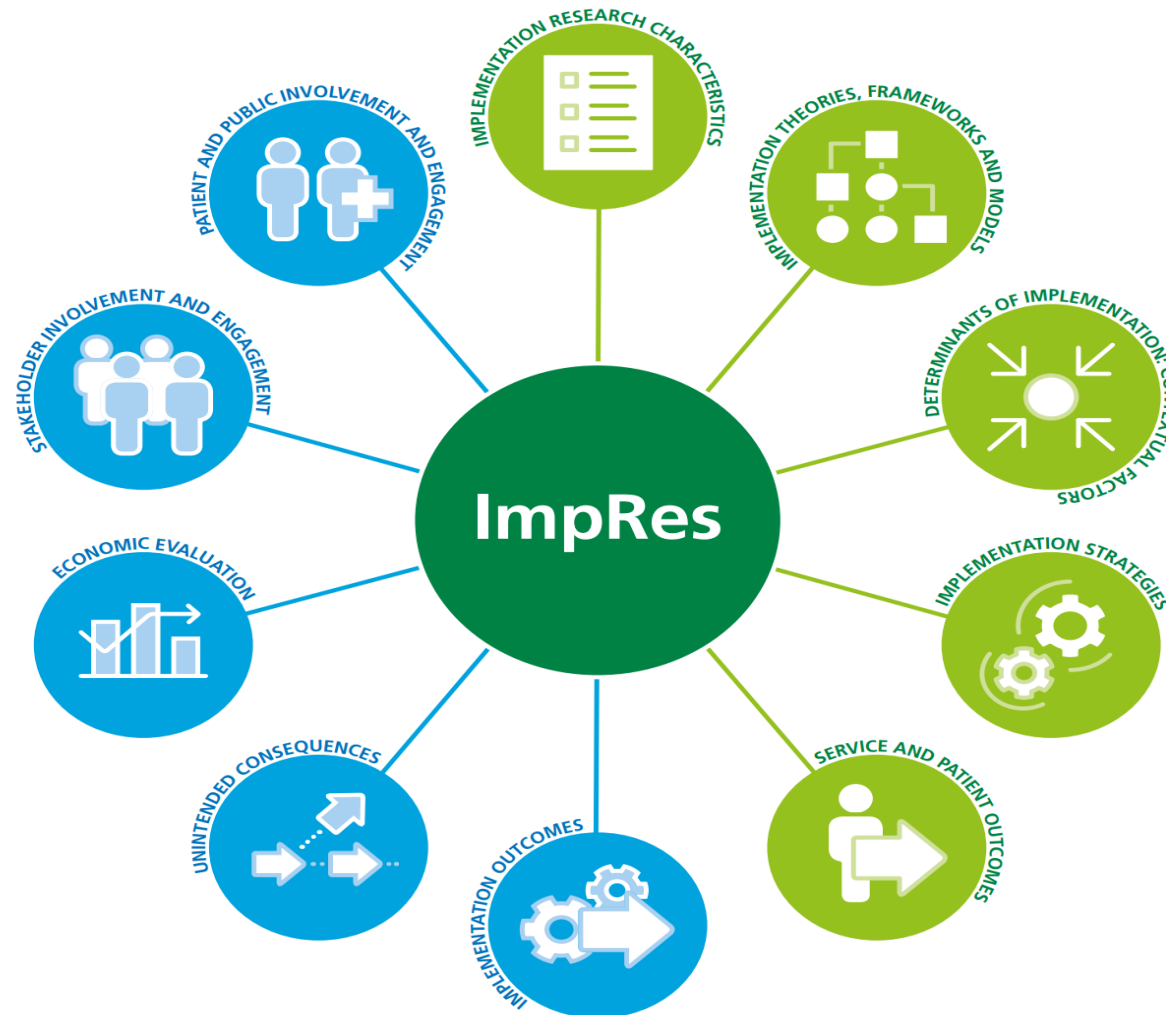 IMPLEMENTATION RESEARCH CHARACTERISTICS
IMPLEMENTATION THEORIES, FRAMEWORKS AND MODELS
DETERMINANTS OF IMPLEMENTATION: CONTEXTUAL FACTORS
IMPLEMENTATION STRATEGIES
SERVICE AND PATIENT OUTCOMES
IMPLEMENTATION OUTCOMES
UNINTENDED CONSEQUENCES
ECONOMIC EVALUATION
STAKEHOLDER INVOLVEMENT AND ENGAGEMENT
PATIENT AND PUBLIC INVOLVEMENT AND ENGAGEMENT
ImpRes